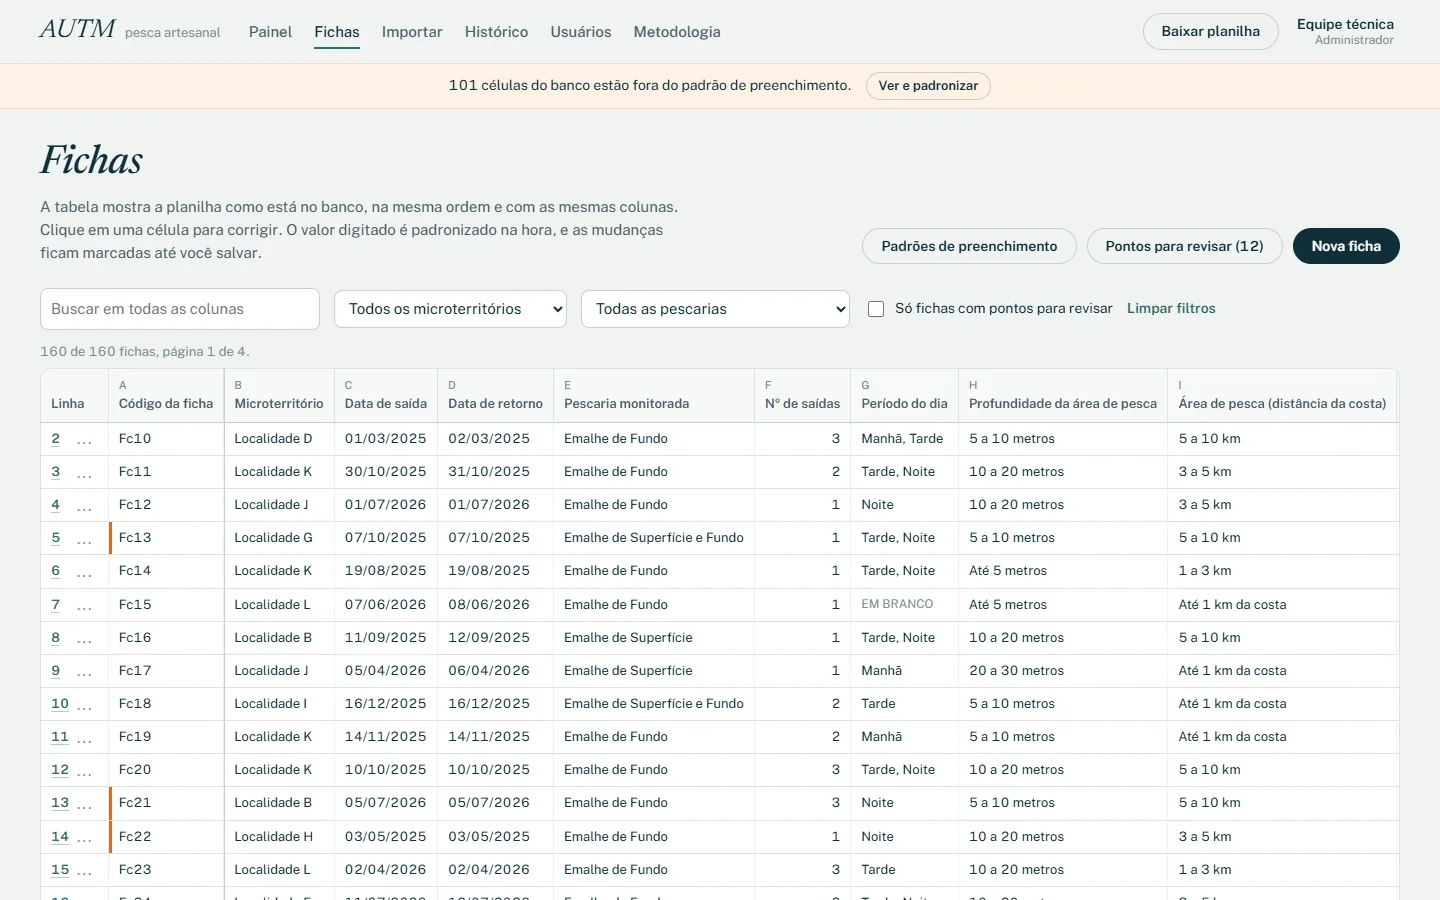 AUTM pesca artesanal Painel Fichas Importar Histórico Usuários Metodologia Baixar planilha Equipe técnica
Administrador
101 células do banco estão fora do padrão de preenchimento. Ver e padronizar
Fichas
A tabela mostra a planilha como está no banco, na mesma ordem e com as mesmas colunas.
Clique em uma célula para corrigir. O valor digitado é padronizado na hora, e as mudanças
ficam marcadas até você salvar.
Padrões de preenchimento Pontos para revisar (12) Nova ficha
Buscar em todas as colunas Todos os microterritórios Todas as pescarias Só fichas com pontos para revisar Limpar filtros
160 de 160 fichas, página 1 de 4.
A B C D E F G H I
Linha Código da ficha Microterritório Data de saída Data de retorno Pescaria monitorada Nº de saídas Período do dia Profundidade da área de pesca Área de pesca (distância da costa)
2 ... Fc10 Localidade D 01/03/2025 02/03/2025 Emalhe de Fundo 3 Manhã, Tarde 5 a 10 metros 5 a 10 km
3 ... Fc11 Localidade K 30/10/2025 31/10/2025 Emalhe de Fundo 2 Tarde, Noite 10 a 20 metros 3 a 5 km
4 ... Fc12 Localidade J 01/07/2026 01/07/2026 Emalhe de Fundo 1 Noite 10 a 20 metros 3 a 5 km
5 ... Fc13 Localidade G 07/10/2025 07/10/2025 Emalhe de Superfície e Fundo 1 Tarde, Noite 5 a 10 metros 5 a 10 km
6 ... Fc14 Localidade K 19/08/2025 19/08/2025 Emalhe de Fundo 1 Tarde, Noite Até 5 metros 1 a 3 km
7 ... Fc15 Localidade L 07/06/2026 08/06/2026 Emalhe de Fundo 1 EM BRANCO Até 5 metros Até 1 km da costa
8 ... Fc16 Localidade B 11/09/2025 12/09/2025 Emalhe de Superfície 1 Tarde, Noite 10 a 20 metros 5 a 10 km
9 ... Fc17 Localidade J 05/04/2026 06/04/2026 Emalhe de Superfície 1 Manhã 20 a 30 metros Até 1 km da costa
10 ... Fc18 Localidade I 16/12/2025 16/12/2025 Emalhe de Superfície e Fundo 2 Tarde 5 a 10 metros Até 1 km da costa
11 ... Fc19 Localidade K 14/11/2025 14/11/2025 Emalhe de Fundo 2 Manhã 5 a 10 metros Até 1 km da costa
12 ... Fc20 Localidade K 10/10/2025 10/10/2025 Emalhe de Fundo 3 Tarde, Noite 10 a 20 metros 5 a 10 km
13 ... Fc21 Localidade B 05/07/2026 05/07/2026 Emalhe de Fundo 3 Noite 5 a 10 metros 5 a 10 km
14 ... Fc22 Localidade H 03/05/2025 03/05/2025 Emalhe de Fundo 1 Noite 10 a 20 metros 3 a 5 km
15 ... Fc23 Localidade L 02/04/2026 02/04/2026 Emalhe de Fundo 3 Tarde 10 a 20 metros 1 a 3 km